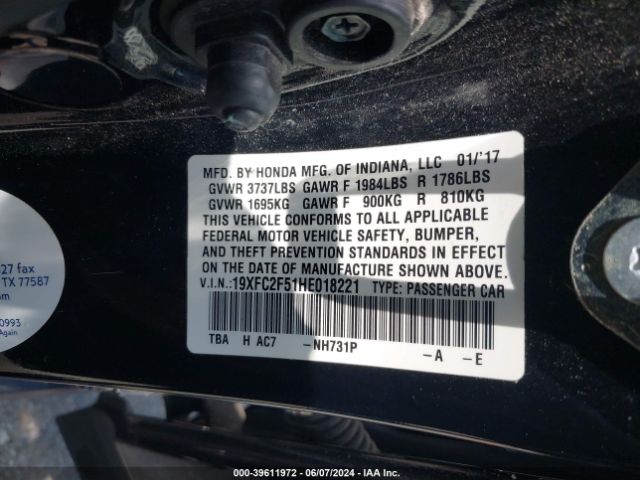 MFD. BY HONDA MFG. OF INDIANA, LLC 01/'17
GVWR 3737LBS GAWR F 1984LBS R 1786LBS
GVWR 1695KG GAWR F 900KG R 810KG
THIS VEHICLE CONFORMS TO ALL APPLICABLE
FEDERAL MOTOR VEHICLE SAFETY, BUMPER,
AND THEFT PREVENTION STANDARDS IN EFFECT
ON THE DATE OF MANUFACTURE SHOWN ABOVE.
V.I.N.:19XFC2F51HE018221 TYPE: PASSENGER CAR
TBA H AC7 -NH731P -A -E
27 fax
TX 77587
om
0993
Again
000-39611972 - 06/07/2024 - IAA Inc.